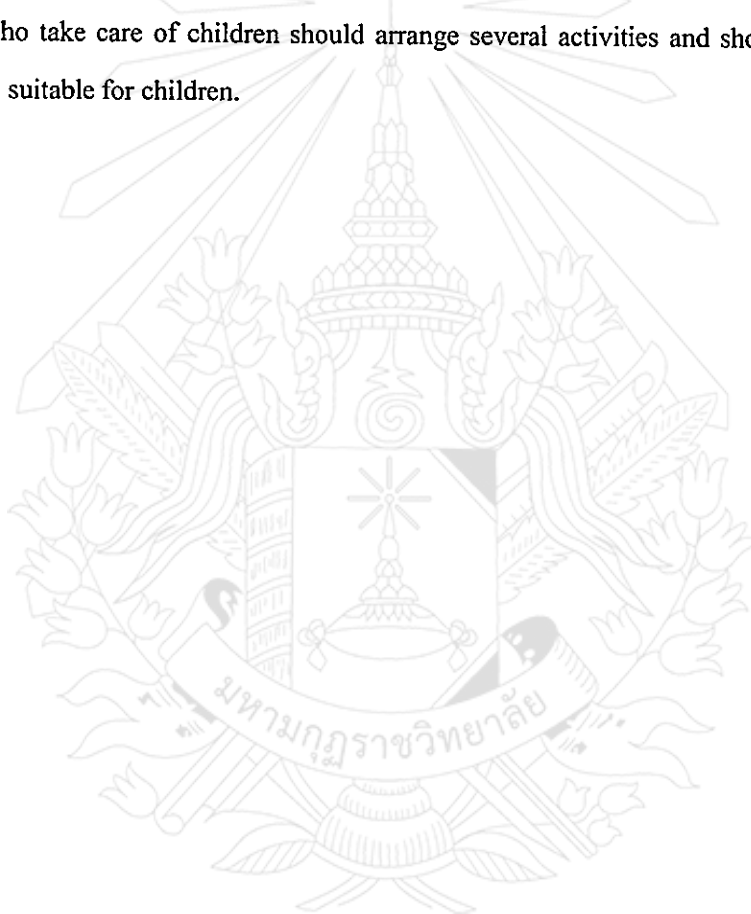 ho take care of children should arrange several activities and sho
suitable for children.
มหามกุฏราชวิทยาลัย